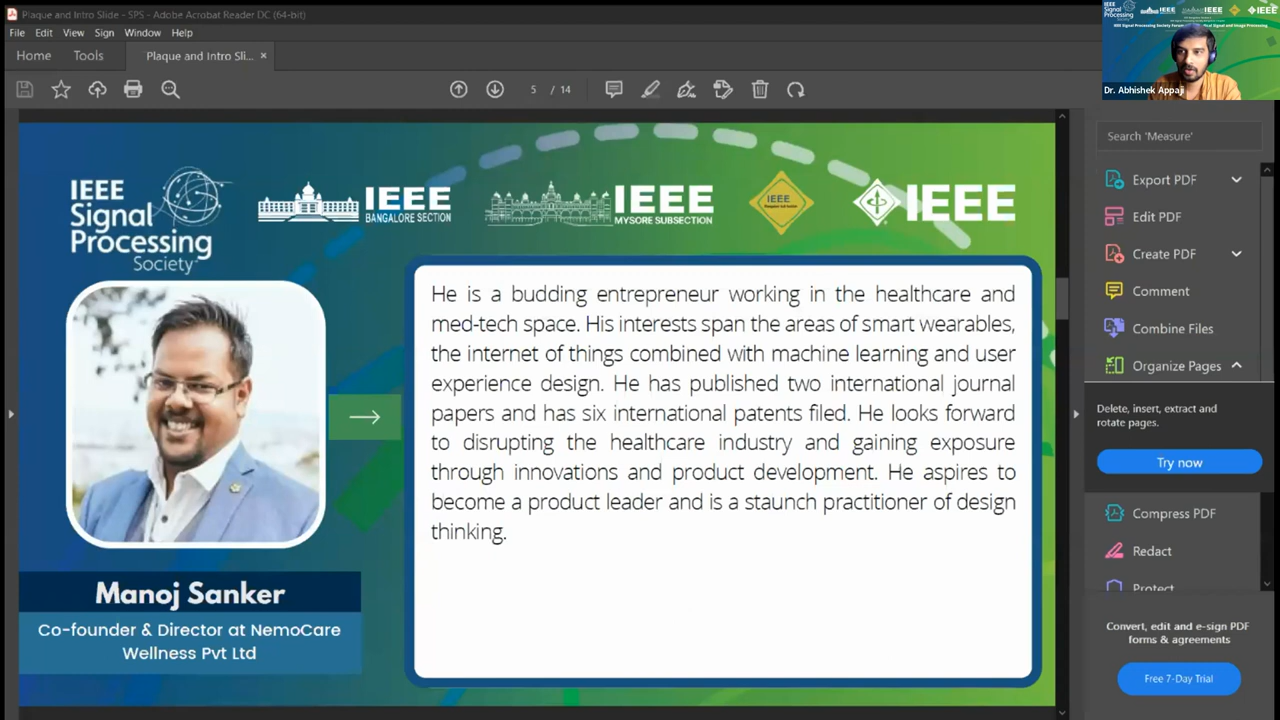 Plaque and Intro Slide - SPS - Adobe Acrobat Reader DC (64-bit)
File Edit View Sign Window Help
Home Tools Plaque and Intro Sli... ×
5 / 14
IEEE
Signal
Processing
Society
IEEE
BANGALORE SECTION
IEEE
MYSORE SUBSECTION
IEEE
IEEE
He is a budding entrepreneur working in the healthcare and
med-tech space. His interests span the areas of smart wearables,
the internet of things combined with machine learning and user
experience design. He has published two international journal
papers and has six international patents filed. He looks forward
to disrupting the healthcare industry and gaining exposure
through innovations and product development. He aspires to
become a product leader and is a staunch practitioner of design
thinking.
Manoj Sanker
Co-founder & Director at NemoCare
Wellness Pvt Ltd
Dr. Abhishek Appaji
Search 'Measure'
Export PDF
Edit PDF
Create PDF
Comment
Combine Files
Organize Pages
Delete, insert, extract and
rotate pages.
Try now
Compress PDF
Redact
Protect
Convert, edit and e-sign PDF
forms & agreements
Free 7-Day Trial